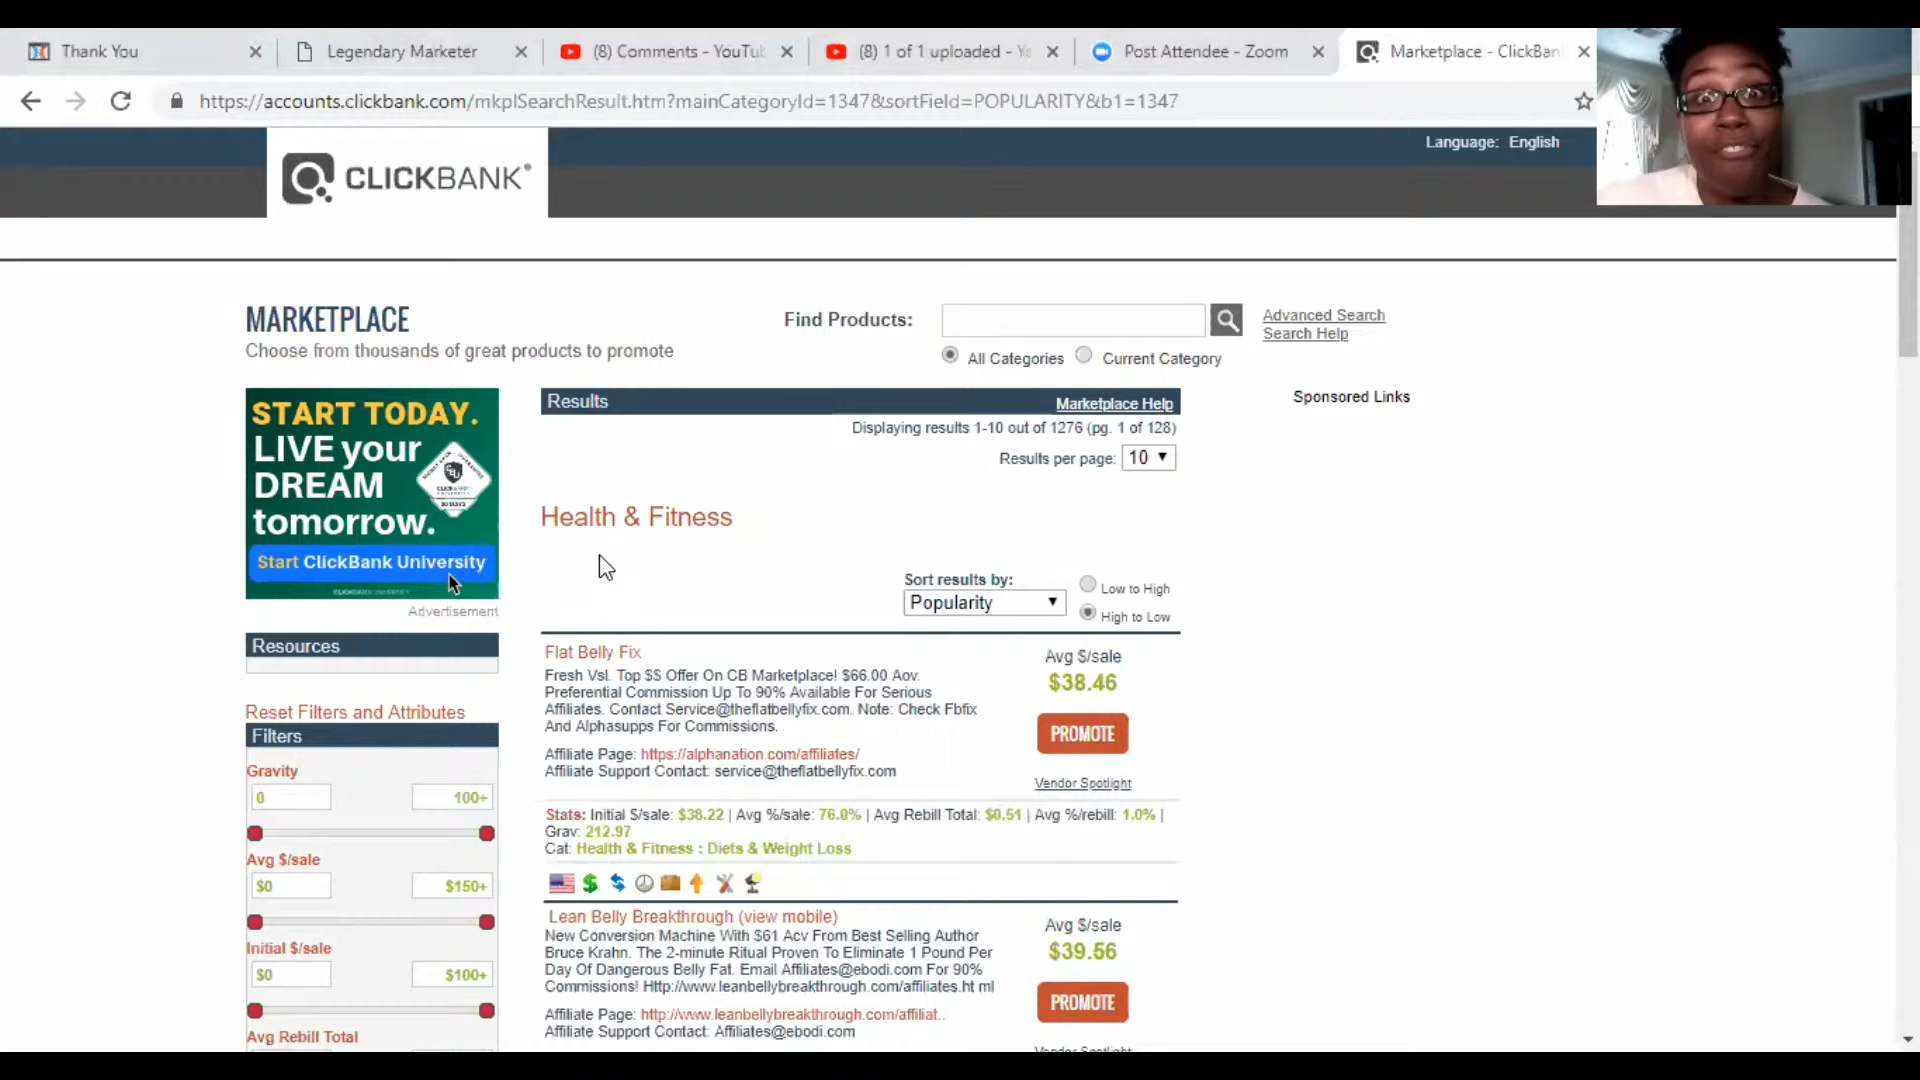 Thank You
Legendary Marketer
(8) Comments - YouTu
(8) 1 of 1 uploaded - Y
Post Attendee - Zoom
Marketplace - ClickBan
https://accounts.clickbank.com/mkplSearchResult.htm?mainCategoryId=1347&sortField=POPULARITY&b1=1347
Language: English
CLICKBANK®
MARKETPLACE
Choose from thousands of great products to promote
Find Products:
Advanced Search
Search Help
All Categories
Current Category
START TODAY.
LIVE your
DREAM
tomorrow.
Start ClickBank University
Advertisement
Resources
Reset Filters and Attributes
Filters
Gravity
0 100+
Avg $/sale
$0 $150+
Initial $/sale
$0 $100+
Avg Rebill Total
Results
Marketplace Help
Displaying results 1-10 out of 1276 (pg. 1 of 128)
Results per page: 10
Health & Fitness
Sort results by:
Popularity
Low to High
High to Low
Flat Belly Fix
Fresh Vsl. Top $$ Offer On CB Marketplace! $66.00 Aov.
Preferential Commission Up To 90% Available For Serious
Affiliates. Contact Service@theflatbellyfix.com. Note: Check Fbfix
And Alphasupps For Commissions.
Affiliate Page: https://alphanation.com/affiliates/
Affiliate Support Contact: service@theflatbellyfix.com
Avg $/sale
$38.46
PROMOTE
Vendor Spotlight
Stats: Initial $/sale: $38.22 | Avg %/sale: 76.0% | Avg Rebill Total: $0.51 | Avg %/rebill: 1.0% |
Grav: 212.97
Cat: Health & Fitness : Diets & Weight Loss
Lean Belly Breakthrough (view mobile)
New Conversion Machine With $61 Acv From Best Selling Author
Bruce Krahn. The 2-minute Ritual Proven To Eliminate 1 Pound Per
Day Of Dangerous Belly Fat. Email Affiliates@ebodi.com For 90%
Commissions! Http://www.leanbellybreakthrough.com/affiliates.ht ml
Affiliate Page: http://www.leanbellybreakthrough.com/affiliat..
Affiliate Support Contact: Affiliates@ebodi.com
Avg $/sale
$39.56
PROMOTE
Vendor Spotlight
Sponsored Links